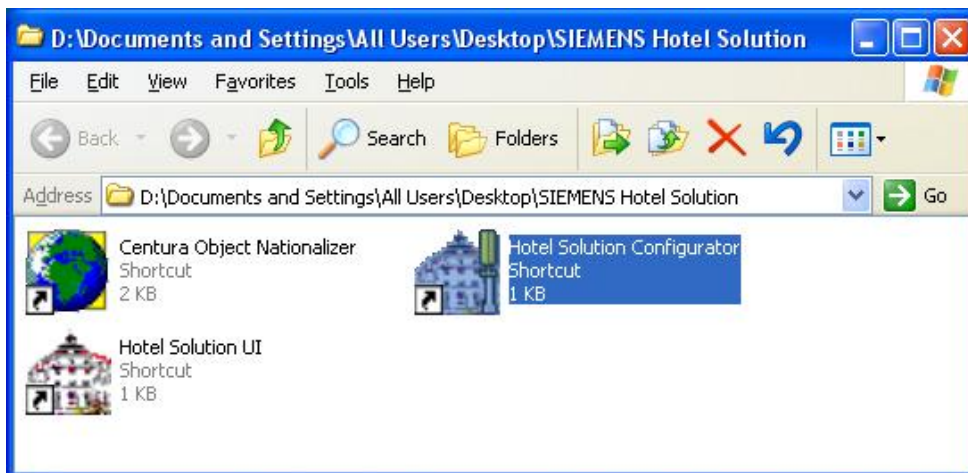 D:\Documents and Settings\All Users\Desktop\SIEMENS Hotel Solution
File Edit View Favorites Tools Help
Back Search Folders
Address D:\Documents and Settings\All Users\Desktop\SIEMENS Hotel Solution Go
Centura Object Nationalizer
Shortcut
2 KB
Hotel Solution Configurator
Shortcut
1 KB
Hotel Solution UI
Shortcut
1 KB